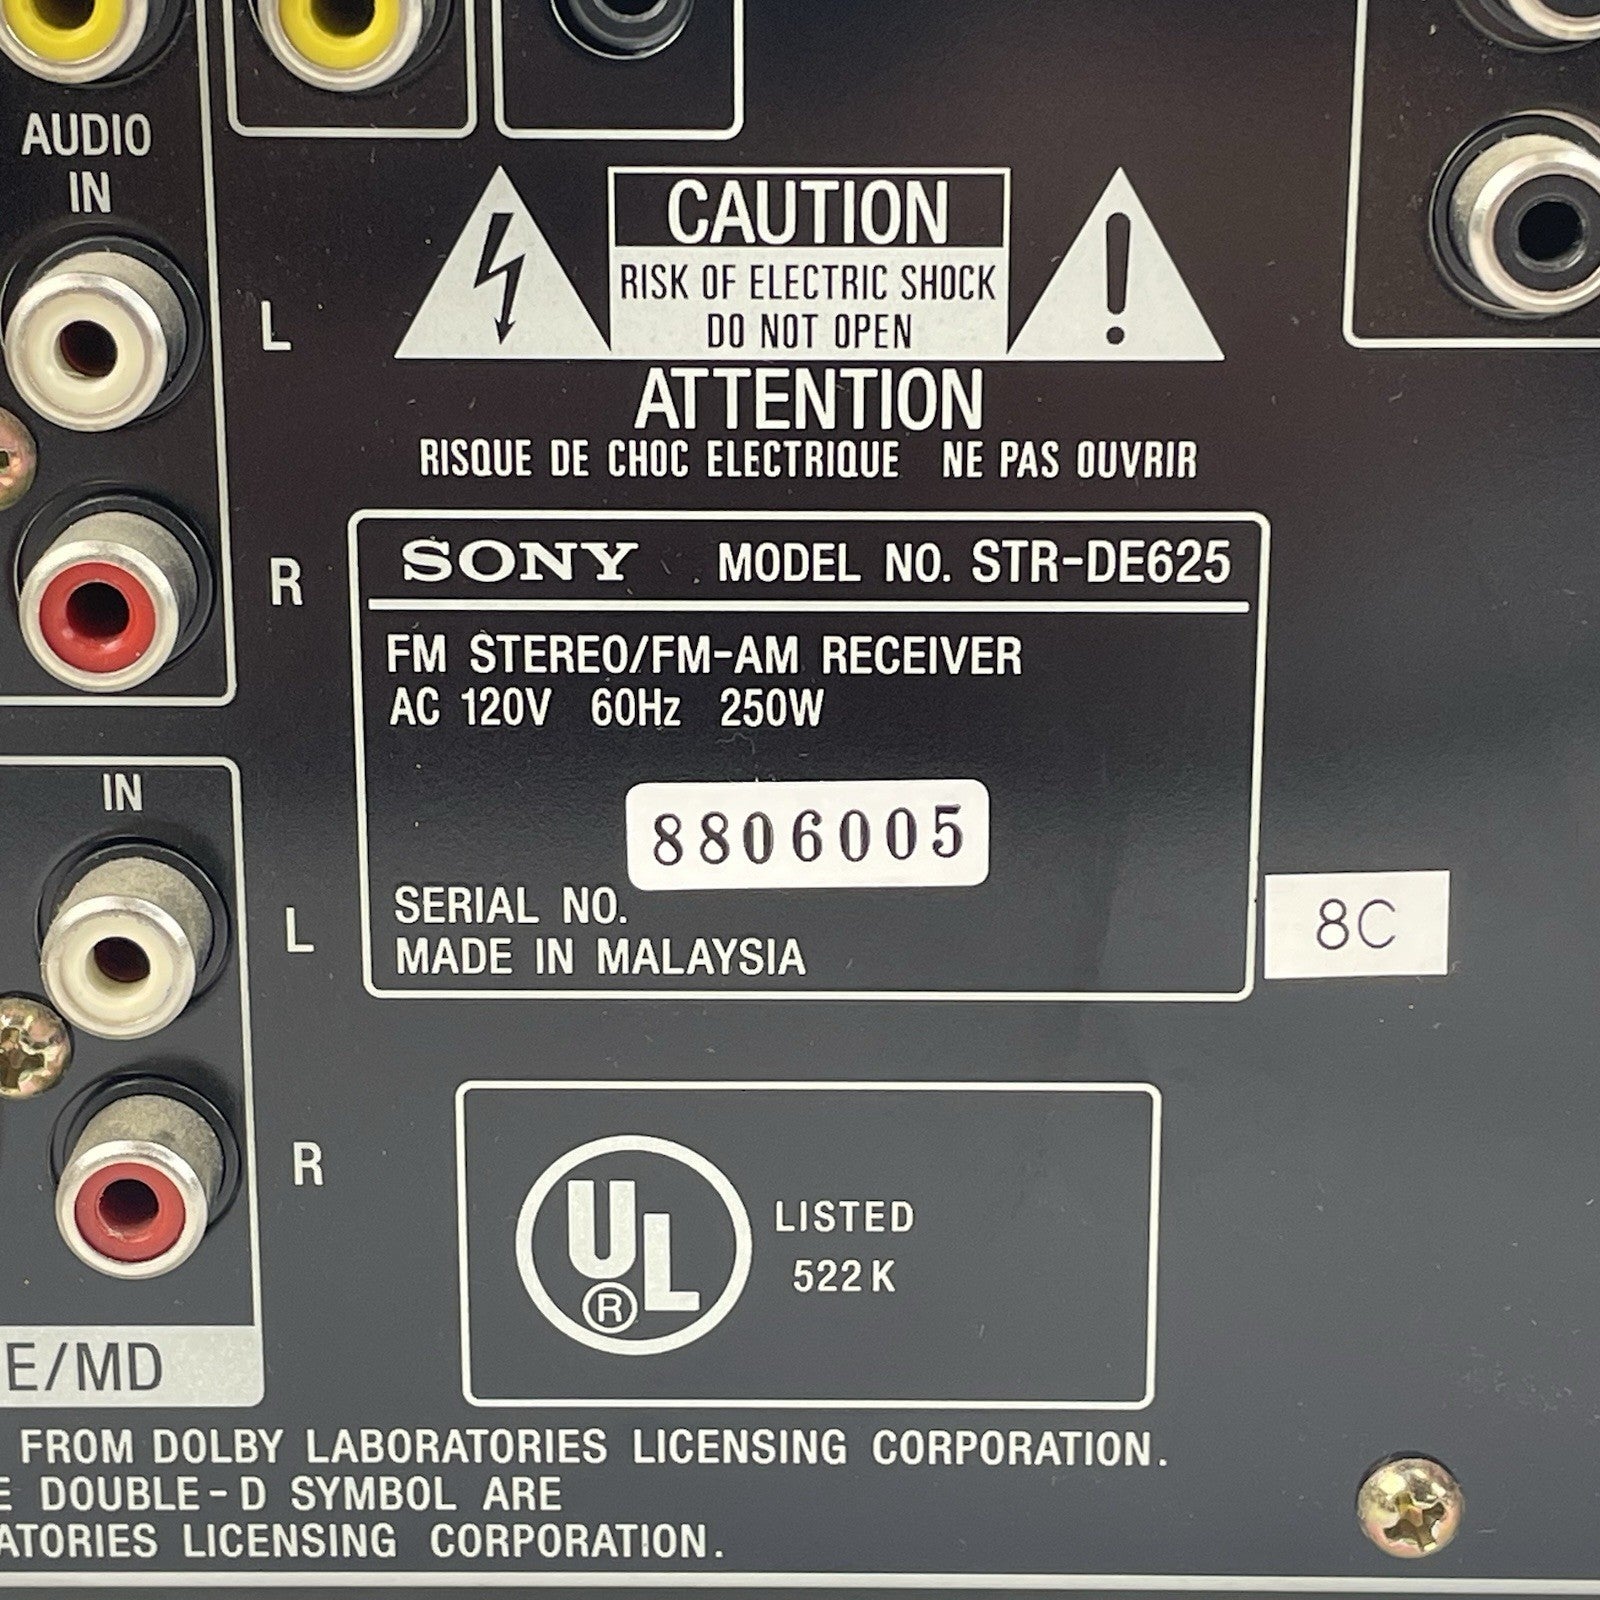 AUDIO
IN
L
R
CAUTION
RISK OF ELECTRIC SHOCK
DO NOT OPEN
ATTENTION
RISQUE DE CHOC ELECTRIQUE NE PAS OUVRIR
SONY MODEL NO. STR-DE625
FM STEREO/FM-AM RECEIVER
AC 120V 60Hz 250W
8806005
SERIAL NO.
MADE IN MALAYSIA
8C
IN
L
R
UL
®
LISTED
522K
E/MD
FROM DOLBY LABORATORIES LICENSING CORPORATION.
E DOUBLE-D SYMBOL ARE
ATORIES LICENSING CORPORATION.